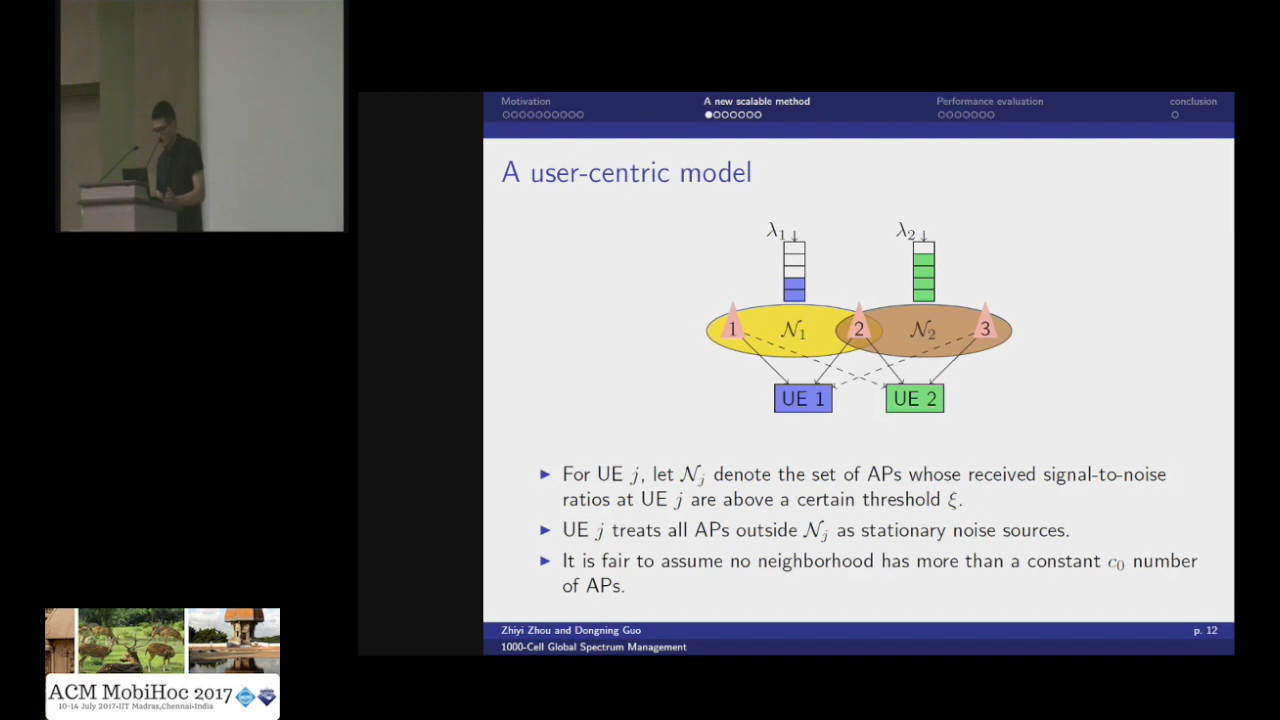 Motivation
A new scalable method
Performance evaluation
conclusion
A user-centric model
λ1
λ2
1
N1
2
N2
3
UE 1
UE 2
For UE j, let Nj denote the set of APs whose received signal-to-noise
ratios at UE j are above a certain threshold ξ.
UE j treats all APs outside Nj as stationary noise sources.
It is fair to assume no neighborhood has more than a constant c0 number
of APs.
Zhiyi Zhou and Dongning Guo
p. 12
1000-Cell Global Spectrum Management
ACM MobiHoc 2017
10-14 July 2017-IIT Madras,Chennai-India